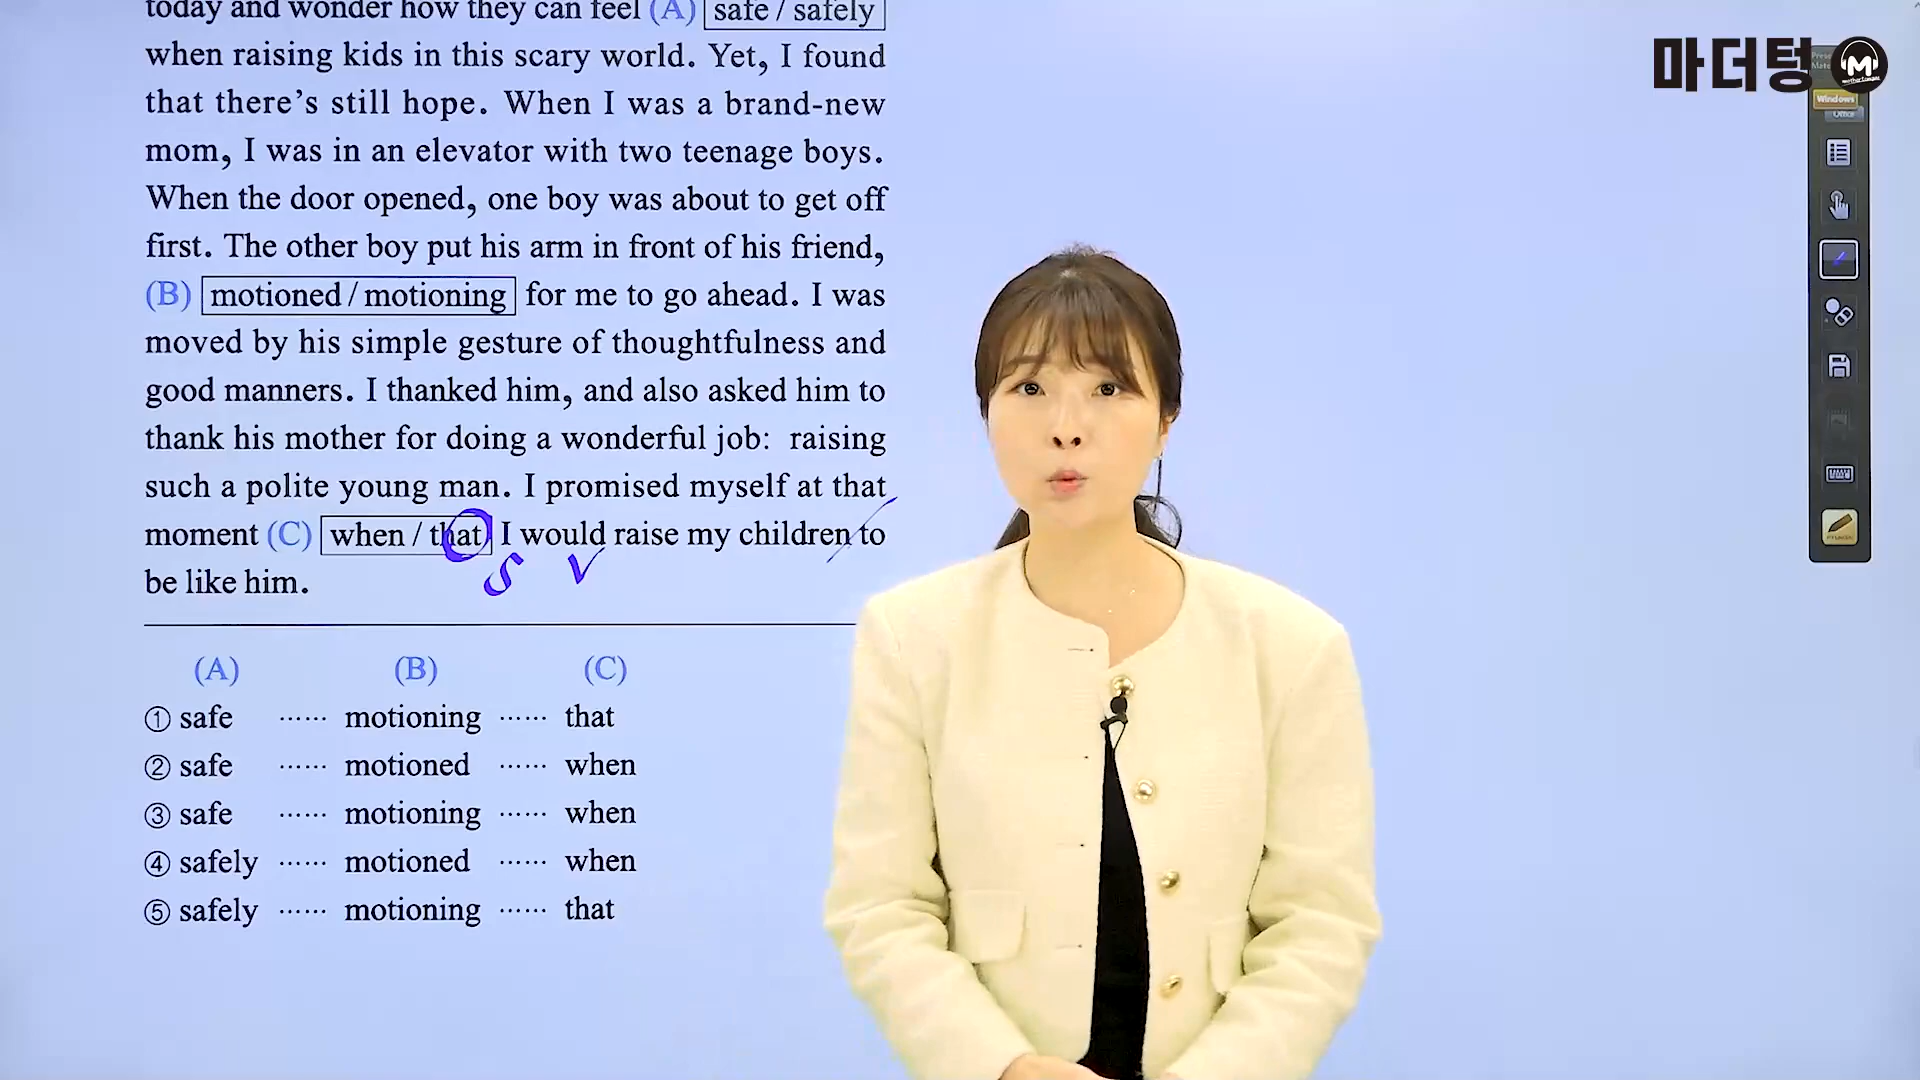 today and wonder how they can feel (A) safe / safely
when raising kids in this scary world. Yet, I found
that there's still hope. When I was a brand-new
mom, I was in an elevator with two teenage boys.
When the door opened, one boy was about to get off
first. The other boy put his arm in front of his friend,
(B) motioned / motioning for me to go ahead. I was
moved by his simple gesture of thoughtfulness and
good manners. I thanked him, and also asked him to
thank his mother for doing a wonderful job: raising
such a polite young man. I promised myself at that
moment (C) when / that I would raise my children to
S V
be like him.
(A) (B) (C)
① safe ...... motioning ...... that
② safe ...... motioned ...... when
③ safe ...... motioning ...... when
④ safely ...... motioned ...... when
⑤ safely ...... motioning ...... that
마더텅 M
Windows
Office